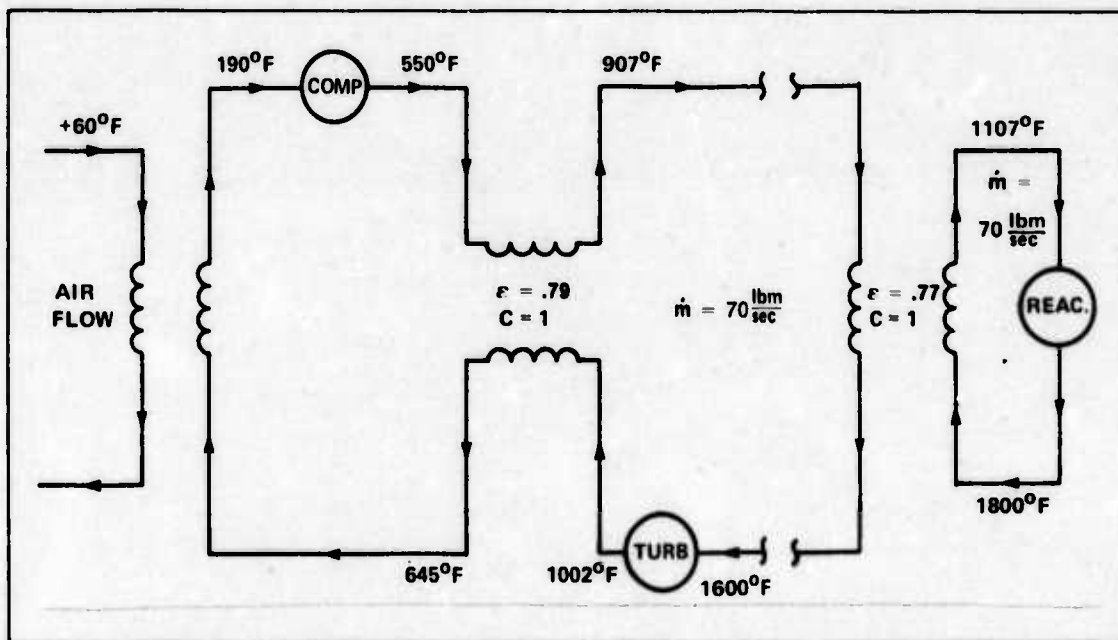 190°F
COMP
550°F
907°F
+60°F
1107°F
ṁ =
70 lbm/sec
AIR
FLOW
ε = .79
C = 1
ṁ = 70 lbm/sec
ε = .77
C = 1
REAC.
1800°F
645°F
1002°F
TURB
1600°F